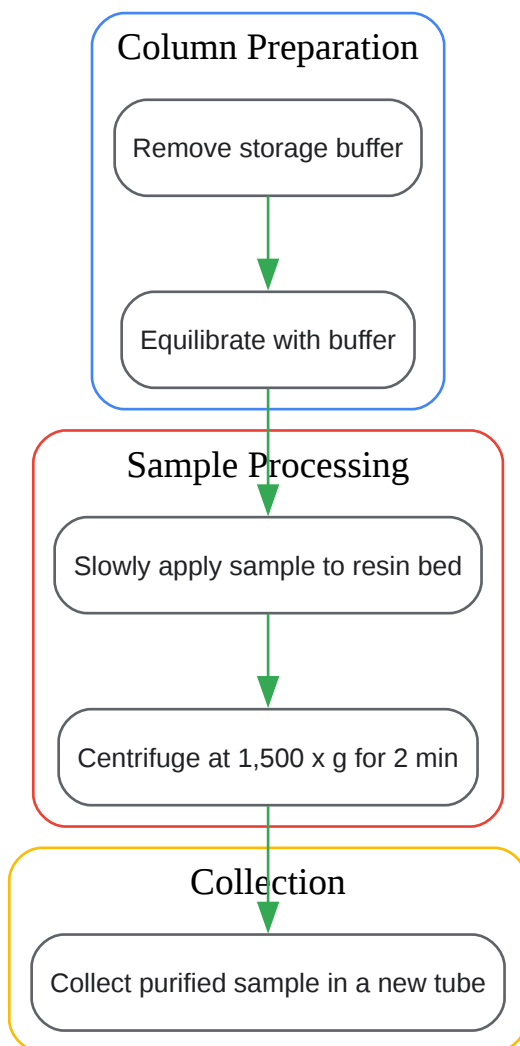 Column Preparation
Remove storage buffer
Equilibrate with buffer
Sample Processing
Slowly apply sample to resin bed
Centrifuge at 1,500 x g for 2 min
Collection
Collect purified sample in a new tube